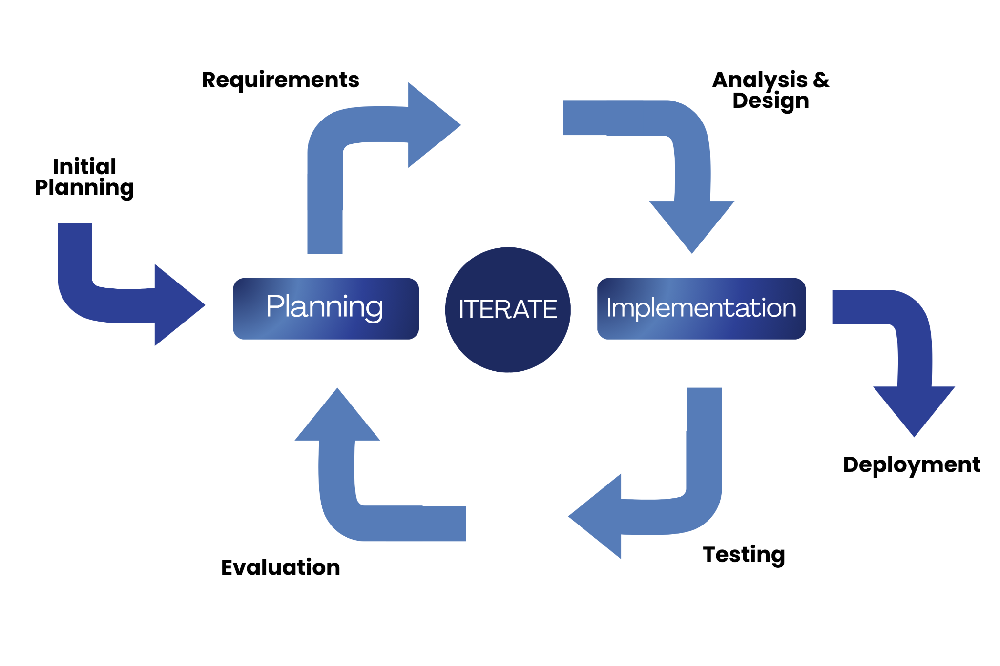 Requirements
Analysis &
Design
Initial
Planning
Planning
ITERATE
Implementation
Deployment
Testing
Evaluation